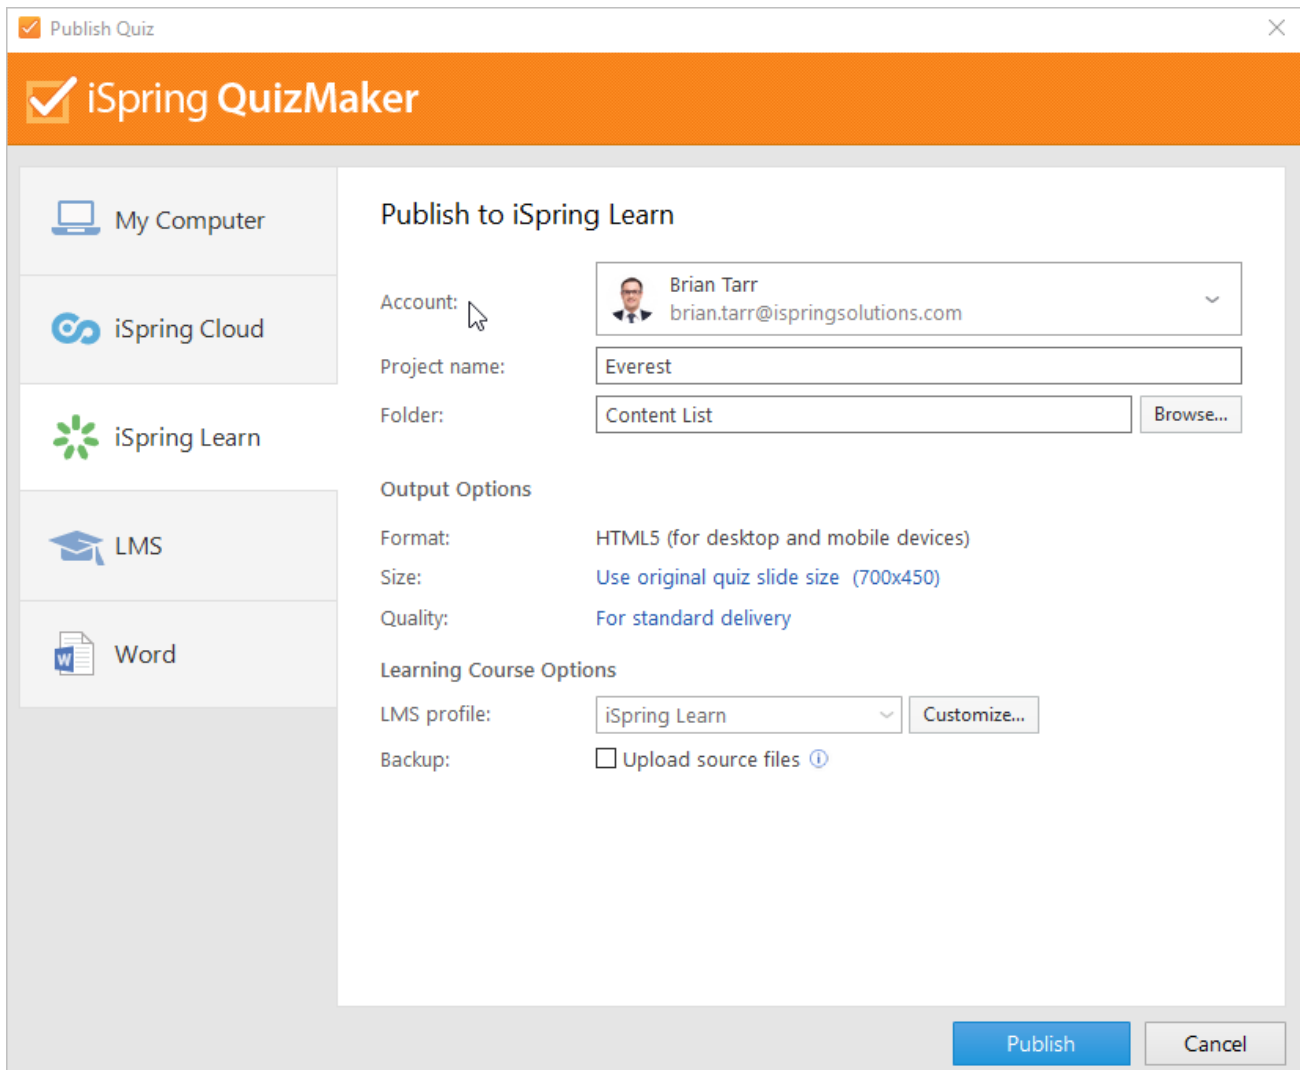 Publish Quiz
iSpring QuizMaker
My Computer
iSpring Cloud
iSpring Learn
LMS
Word
Publish to iSpring Learn
Account:
Brian Tarr
brian.tarr@ispringsolutions.com
Project name:
Everest
Folder:
Content List
Browse...
Output Options
Format:
HTML5 (for desktop and mobile devices)
Size:
Use original quiz slide size (700x450)
Quality:
For standard delivery
Learning Course Options
LMS profile:
iSpring Learn
Customize...
Backup:
Upload source files
Publish
Cancel